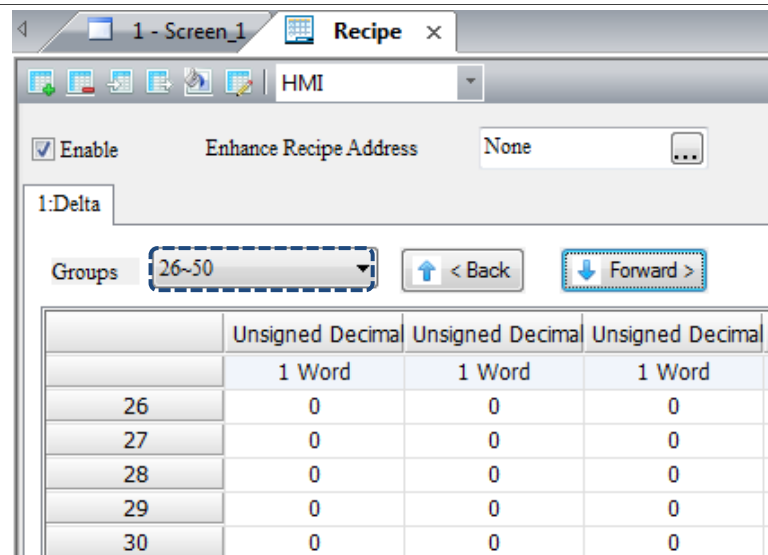 1 - Screen_1 Recipe ×
HMI
Enable Enhance Recipe Address None ...
1:Delta
Groups 26~50 < Back Forward >
Unsigned Decimal Unsigned Decimal Unsigned Decimal
1 Word 1 Word 1 Word
26 0 0 0
27 0 0 0
28 0 0 0
29 0 0 0
30 0 0 0